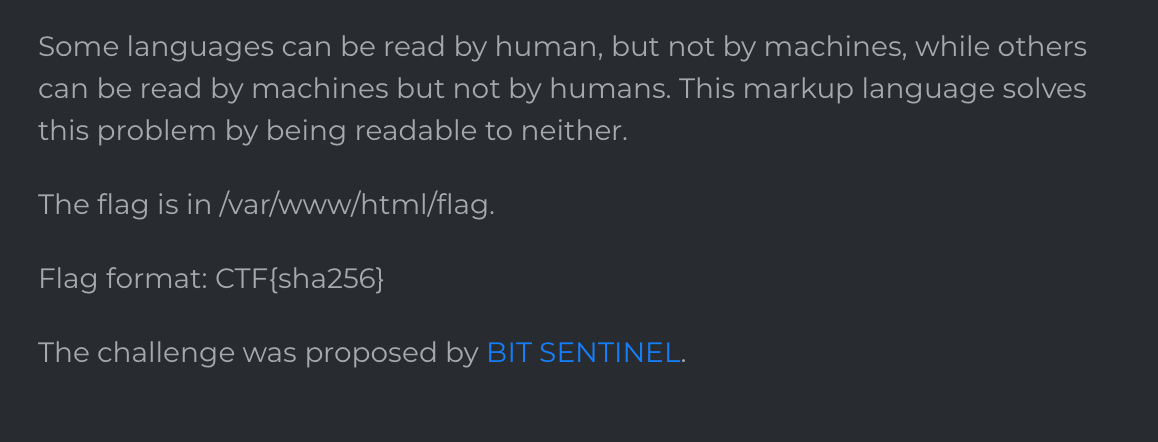 Some languages can be read by human, but not by machines, while others
can be read by machines but not by humans. This markup language solves
this problem by being readable to neither.
The flag is in /var/www/html/flag.
Flag format: CTF{sha256}
The challenge was proposed by BIT SENTINEL.